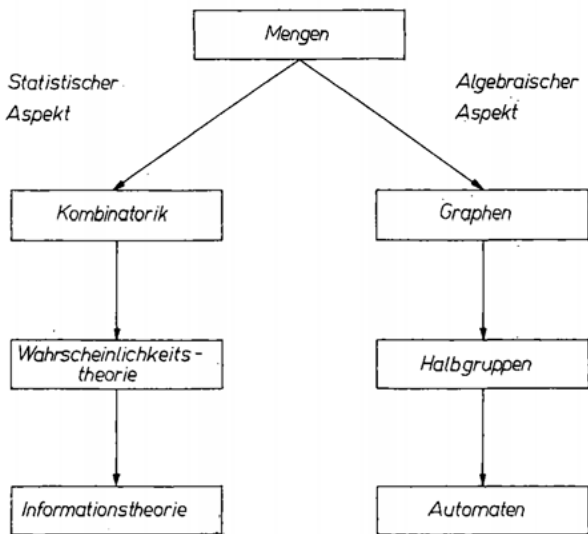 Mengen
Statistischer
Aspekt
Algebraischer
Aspekt
Kombinatorik
Graphen
Wahrscheinlichkeits-
theorie
Halbgruppen
Informationstheorie
Automaten